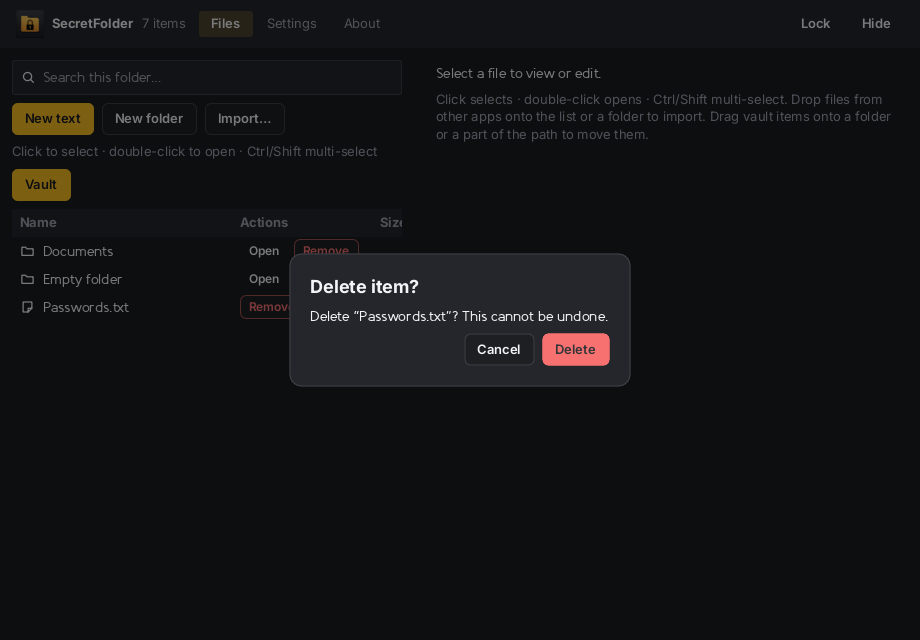 SecretFolder 7 items Files Settings About Lock Hide
Search this folder...
Select a file to view or edit.
Click selects · double-click opens · Ctrl/Shift multi-select. Drop files from
other apps onto the list or a folder to import. Drag vault items onto a folder
or a part of the path to move them.
New text New folder Import...
Click to select · double-click to open · Ctrl/Shift multi-select
Vault
Name Actions Size
Documents Open Remove
Empty folder Open
Passwords.txt Remove
Delete item?
Delete “Passwords.txt”? This cannot be undone.
Cancel Delete